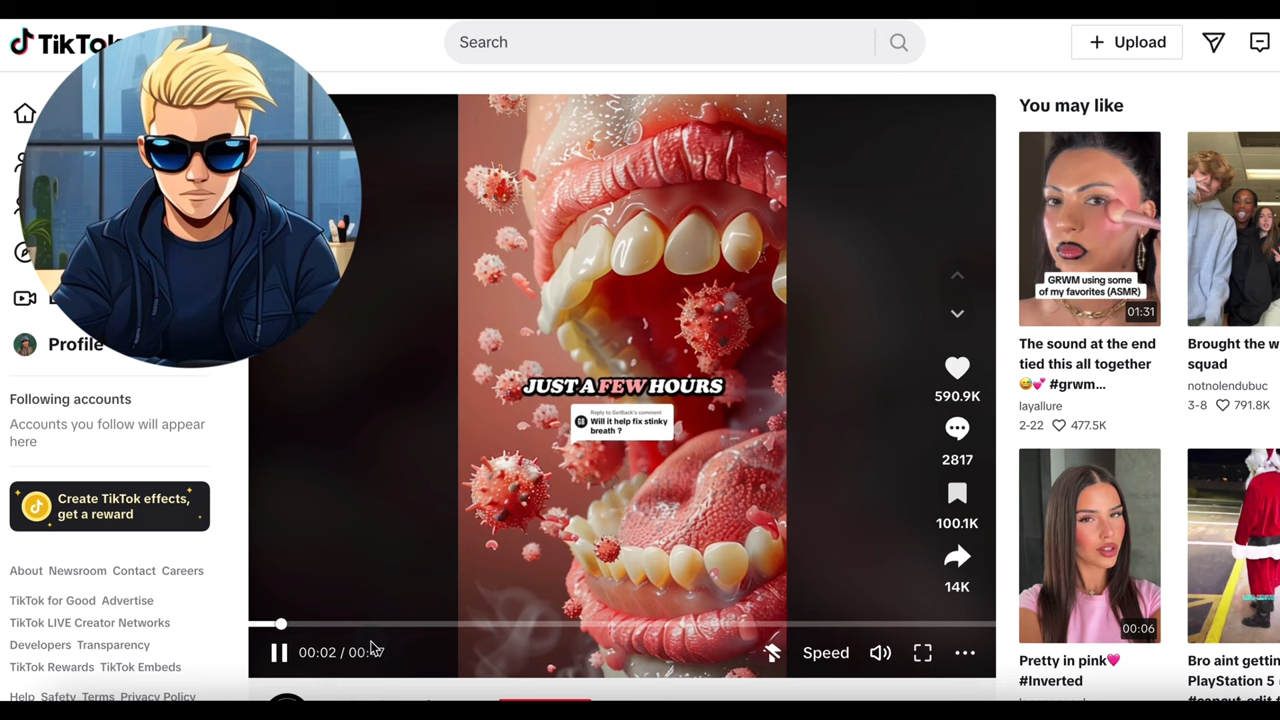 TikTok
Search
+ Upload
Profile
Following accounts
Accounts you follow will appear
here
Create TikTok effects,
get a reward
About Newsroom Contact Careers
TikTok for Good Advertise
TikTok LIVE Creator Networks
Developers Transparency
TikTok Rewards TikTok Embeds
Help Safety Terms Privacy Policy
JUST A FEW HOURS
Reply to GetBack's comment
Will it help fix stinky
breath ?
590.9K
2817
100.1K
14K
00:02 /
Speed
You may like
GRWM using some
of my favorites (ASMR)
01:31
The sound at the end
tied this all together
😅💕 #grwm...
layallure
2-22 477.5K
Brought the w
squad
notnolendubuc
3-8 791.8K
00:06
Pretty in pink💗
#Inverted
Bro aint getti
PlayStation 5